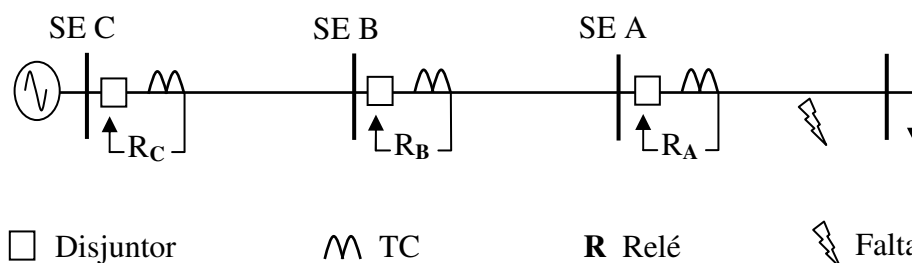 SE C
SE B
SE A
RC
RB
RA
Disjuntor
TC
R Relé
Falta